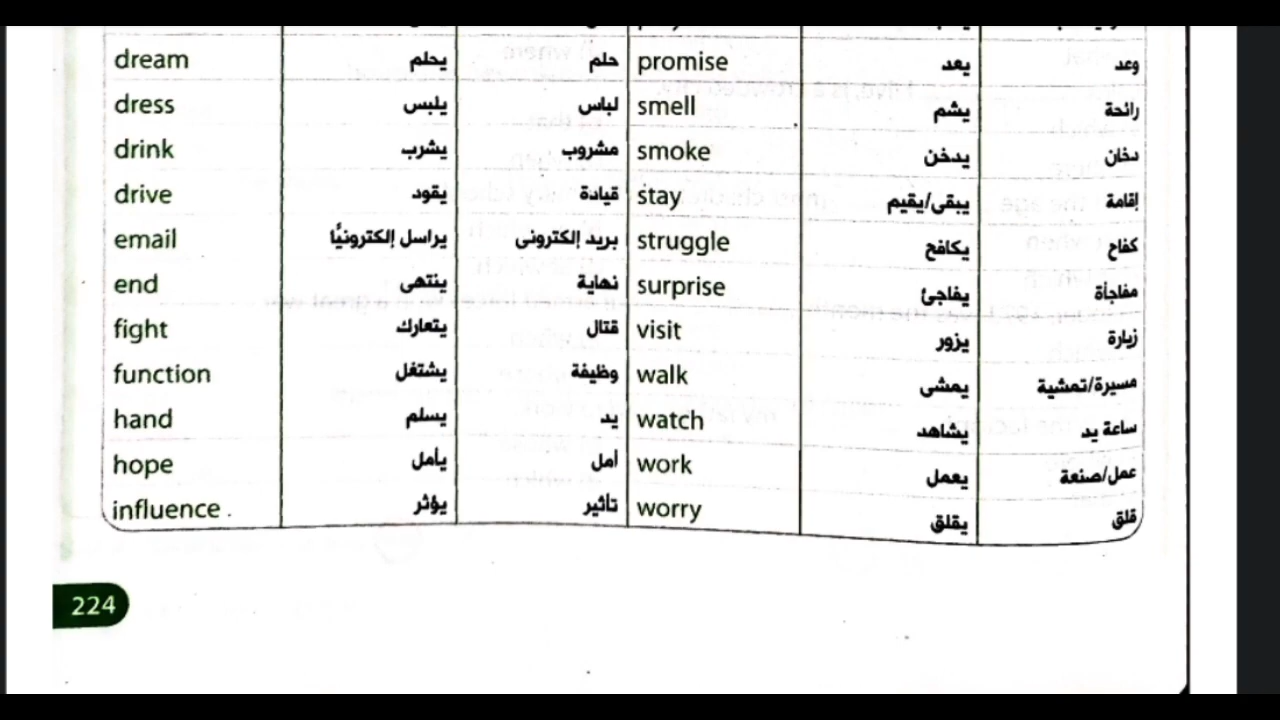 dream يحلم حلم promise يعد وعد
dress يلبس لباس smell يشم رائحة
drink يشرب مشروب smoke يدخن دخان
drive يقود قيادة stay يبقى/يقيم إقامة
email يراسل إلكترونيًّا بريد إلكترونى struggle يكافح كفاح
end ينتهى نهاية surprise يفاجئ مفاجأة
fight يتعارك قتال visit يزور زيارة
function يشتغل وظيفة walk يمشى مسيرة/تمشية
hand يسلم يد watch يشاهد ساعة يد
hope يأمل أمل work يعمل عمل/صنعة
influence يؤثر تأثير worry يقلق قلق
224